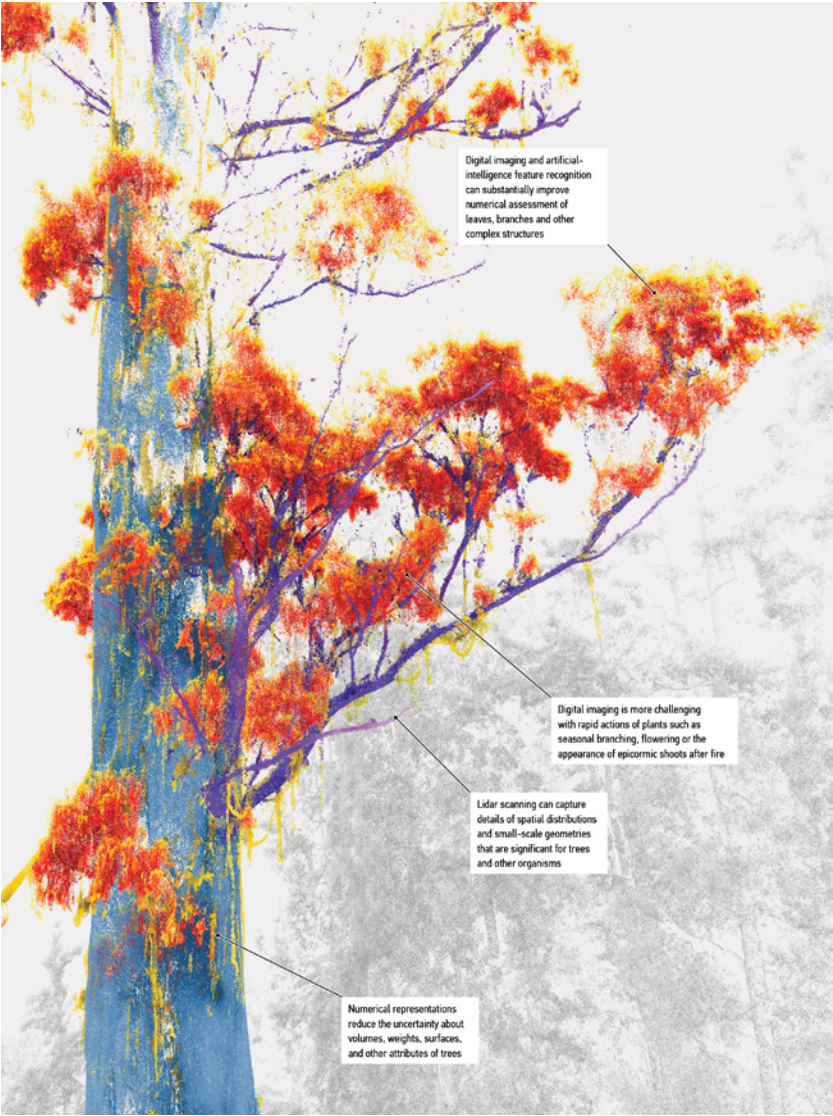 Digital imaging and artificial-
intelligence feature recognition
can substantially improve
numerical assessment of
leaves, branches and other
complex structures
Digital imaging is more challenging
with rapid actions of plants such as
seasonal branching, flowering or the
appearance of epicormic shoots after fire
Lidar scanning can capture
details of spatial distributions
and small-scale geometries
that are significant for trees
and other organisms
Numerical representations
reduce the uncertainty about
volumes, weights, surfaces,
and other attributes of trees